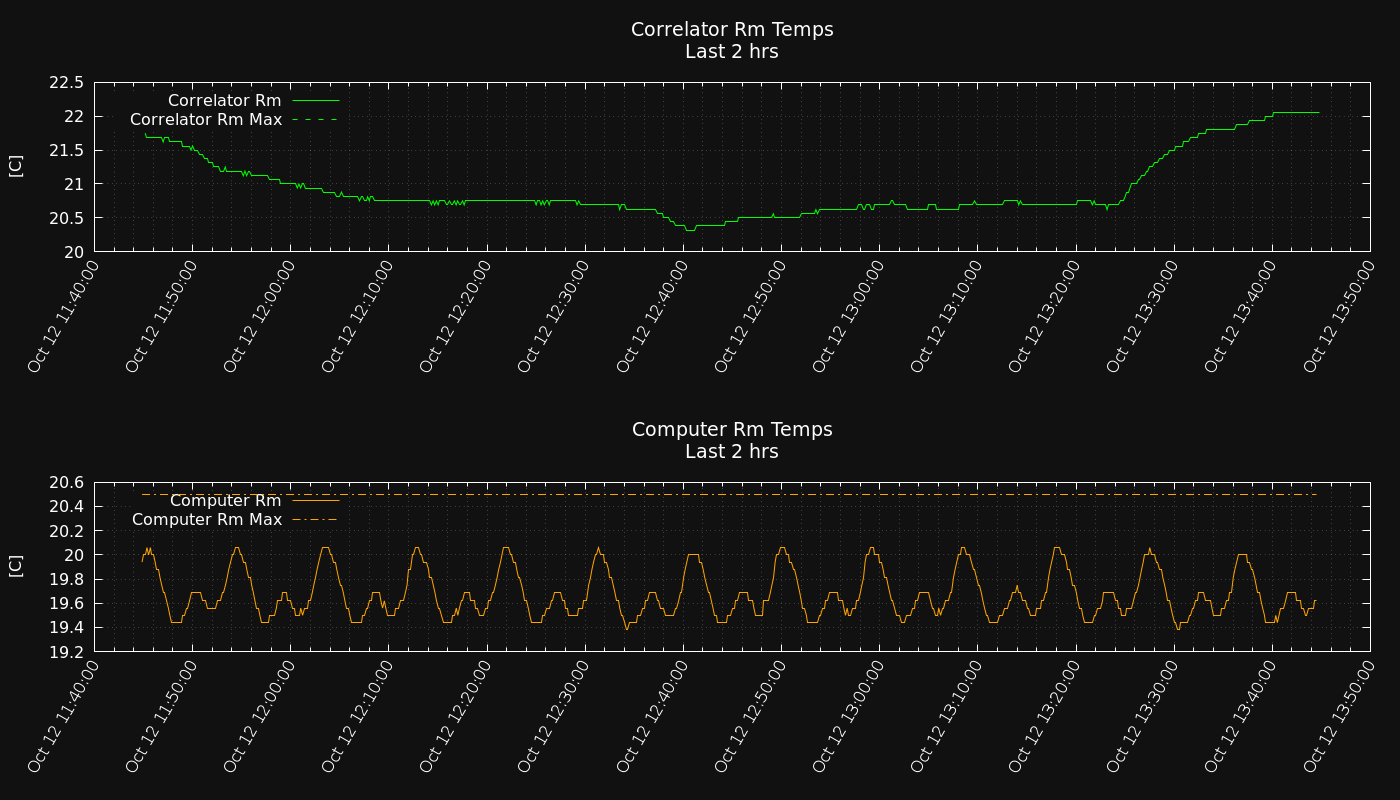 Correlator Rm Temps
Last 2 hrs
22.5
22
21.5
21
20.5
20
[C]
Correlator Rm
Correlator Rm Max
Oct 12 11:40:00
Oct 12 11:50:00
Oct 12 12:00:00
Oct 12 12:10:00
Oct 12 12:20:00
Oct 12 12:30:00
Oct 12 12:40:00
Oct 12 12:50:00
Oct 12 13:00:00
Oct 12 13:10:00
Oct 12 13:20:00
Oct 12 13:30:00
Oct 12 13:40:00
Oct 12 13:50:00
Computer Rm Temps
Last 2 hrs
20.6
20.4
20.2
20
19.8
19.6
19.4
19.2
[C]
Computer Rm
Computer Rm Max
Oct 12 11:40:00
Oct 12 11:50:00
Oct 12 12:00:00
Oct 12 12:10:00
Oct 12 12:20:00
Oct 12 12:30:00
Oct 12 12:40:00
Oct 12 12:50:00
Oct 12 13:00:00
Oct 12 13:10:00
Oct 12 13:20:00
Oct 12 13:30:00
Oct 12 13:40:00
Oct 12 13:50:00